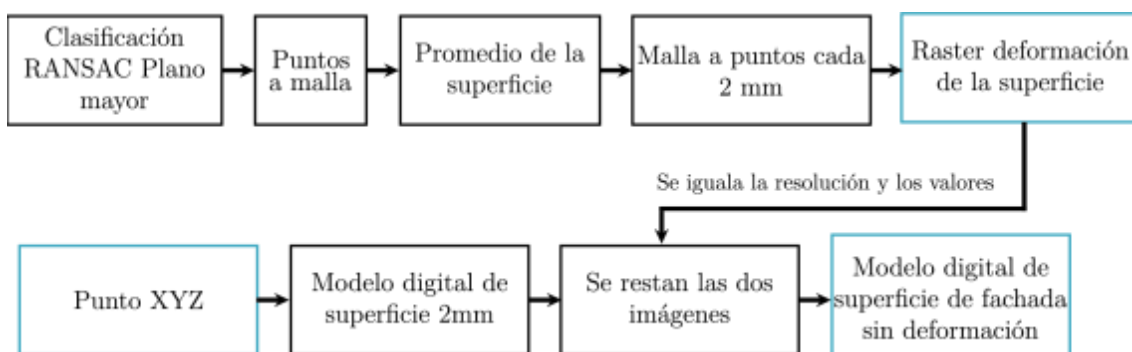 Clasificación
RANSAC Plano
mayor
Puntos
a malla
Promedio de la
superficie
Malla a puntos cada
2 mm
Raster deformación
de la superficie
Se iguala la resolución y los valores
Punto XYZ
Modelo digital de
superficie 2mm
Se restan las dos
imágenes
Modelo digital de
superficie de fachada
sin deformación